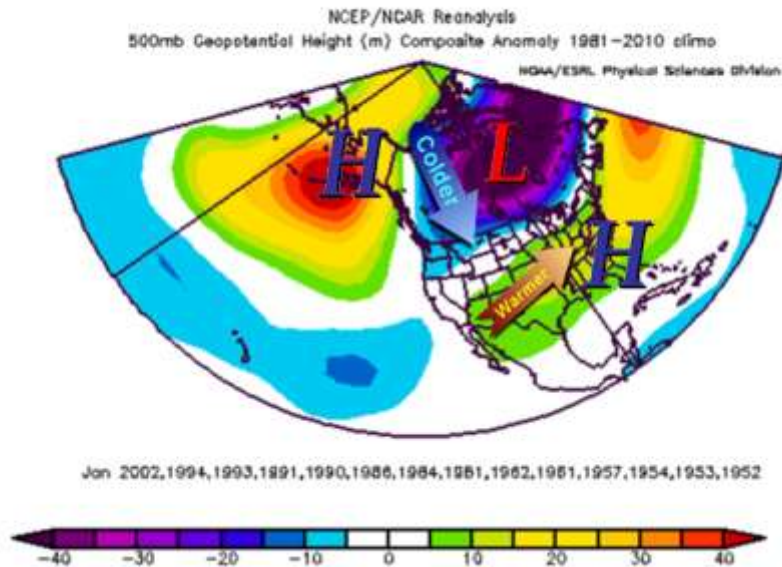 NCEP/NCAR Reanalysis
500mb Geopotential Height (m) Composite Anomaly 1981-2010 climo
NOAA/ESRL Physical Sciences Division
H
Colder
L
H
Warmer
Jan 2002,1994,1993,1991,1990,1986,1984,1981,1962,1961,1957,1954,1953,1952
-40 -30 -20 -10 0 10 20 30 40